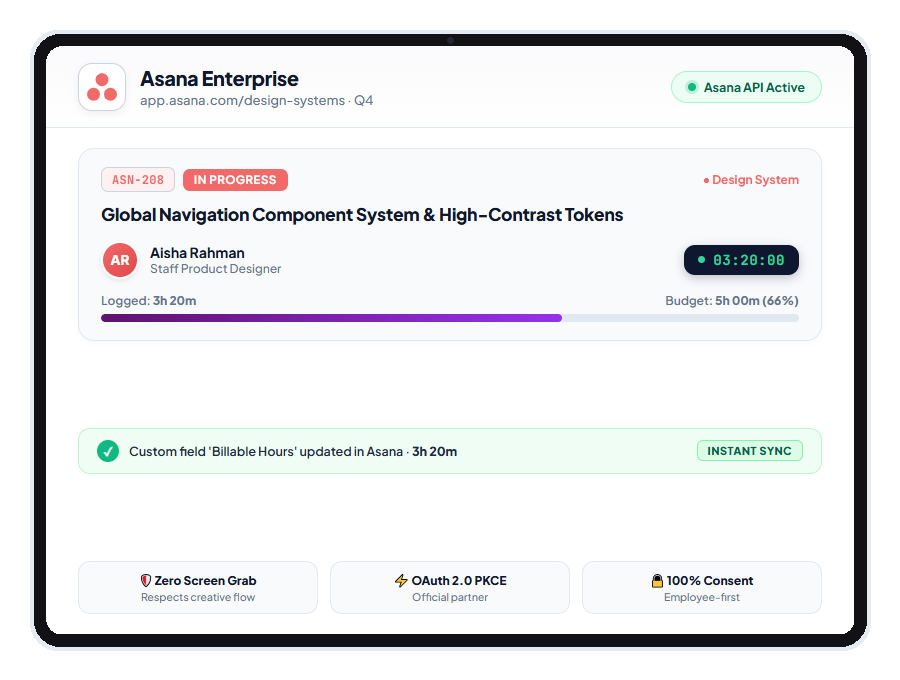 Asana Enterprise
app.asana.com/design-systems · Q4
Asana API Active
ASN-208
IN PROGRESS
• Design System
Global Navigation Component System & High-Contrast Tokens
AR
Aisha Rahman
Staff Product Designer
03:20:00
Logged: 3h 20m
Budget: 5h 00m (66%)
Custom field 'Billable Hours' updated in Asana · 3h 20m
INSTANT SYNC
Zero Screen Grab
Respects creative flow
OAuth 2.0 PKCE
Official partner
100% Consent
Employee-first